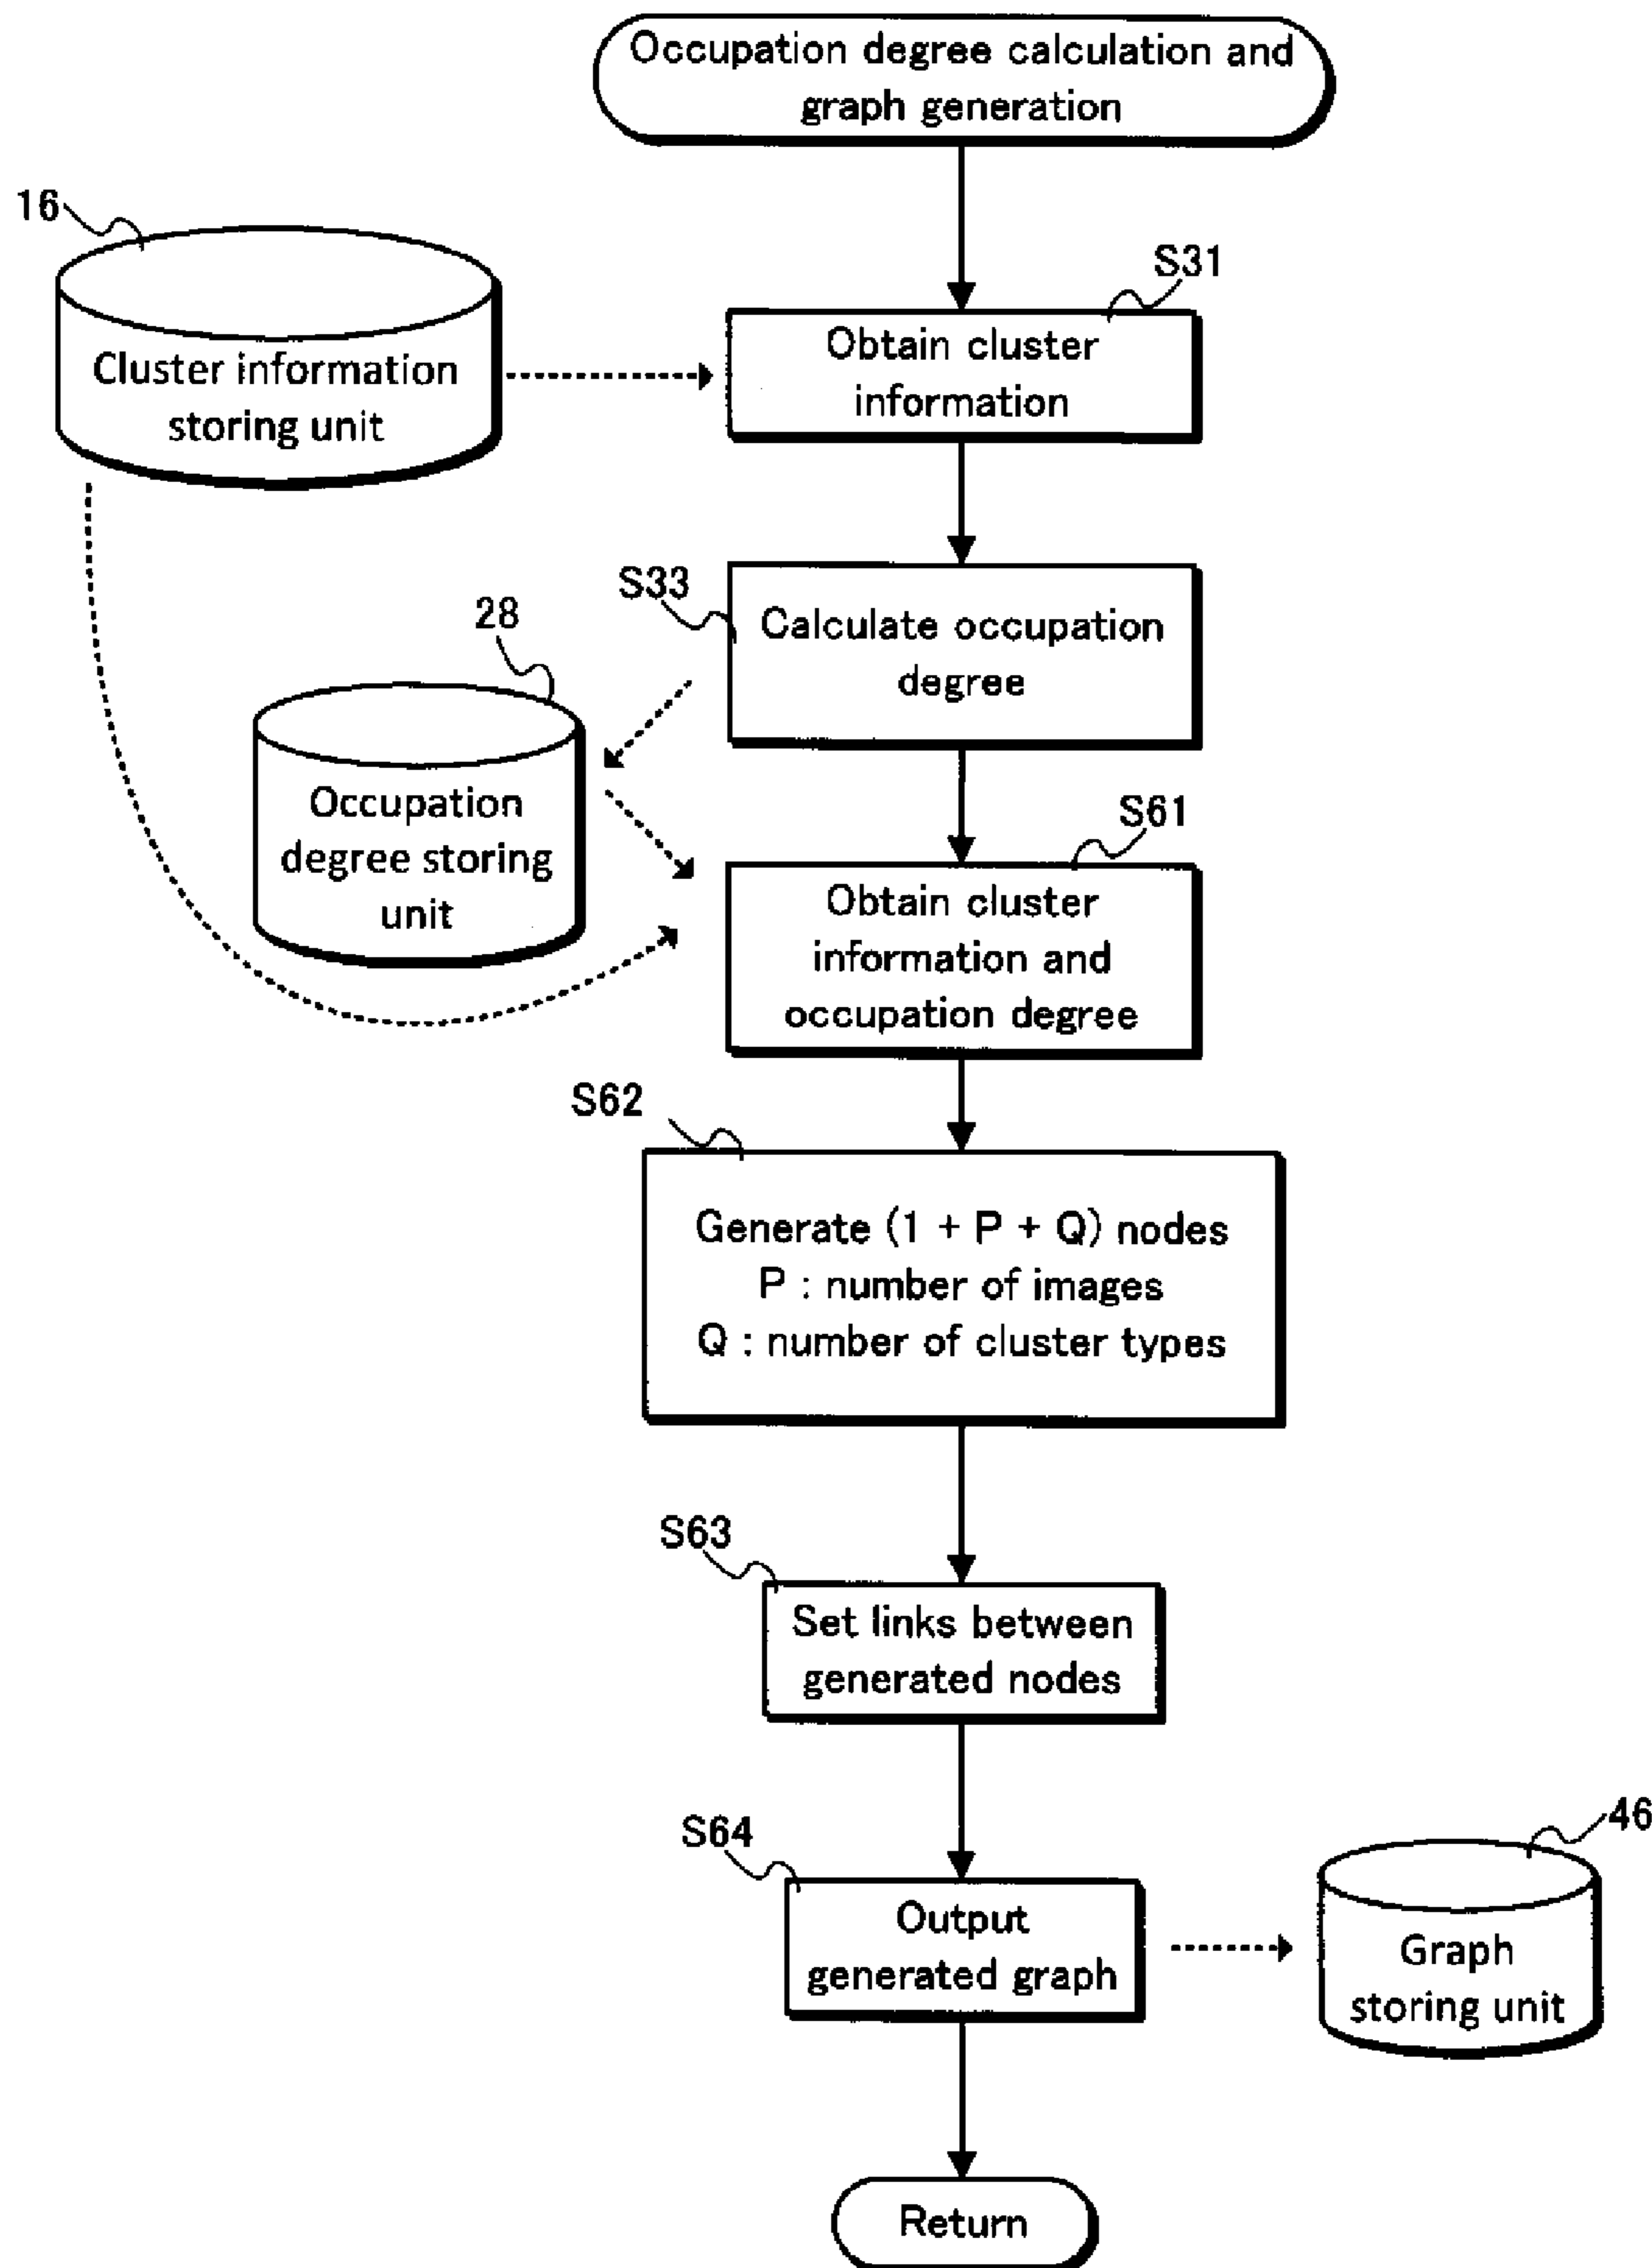 Occupation degree calculation and
graph generation
16
Cluster information
storing unit
S31
Obtain cluster
information
S33
Calculate occupation
degree
28
Occupation
degree storing
unit
S61
Obtain cluster
information and
occupation degree
S62
Generate (1 + P + Q) nodes
P : number of images
Q : number of cluster types
S63
Set links between
generated nodes
S64
Output
generated graph
46
Graph
storing unit
Return